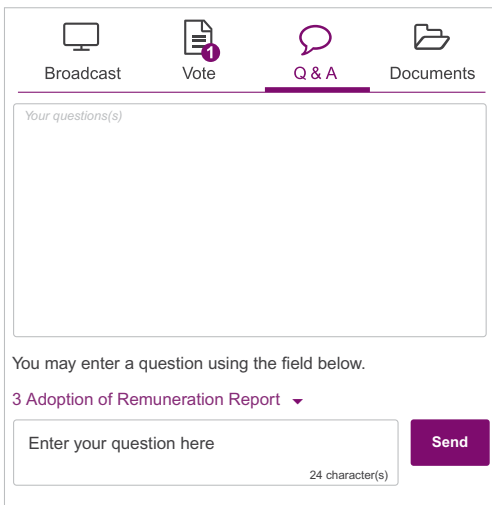 1
Broadcast Vote Q & A Documents
Your questions(s)
You may enter a question using the field below.
3 Adoption of Remuneration Report
Enter your question here
Send
24 character(s)